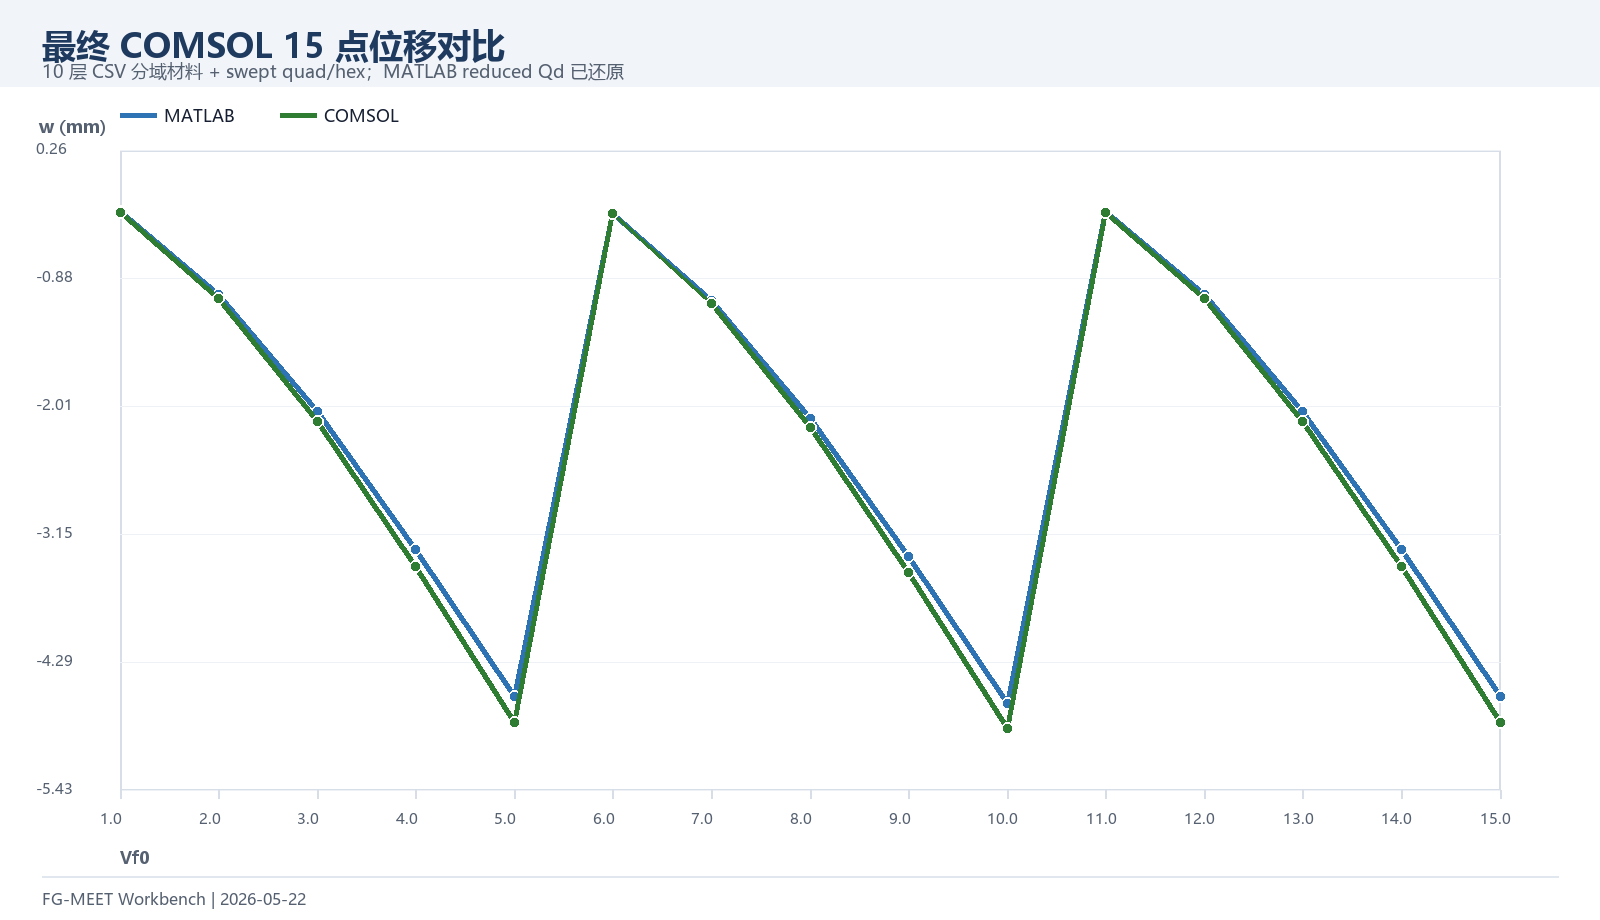 最终 COMSOL 15 点位移对比
10 层 CSV 分域材料 + swept quad/hex；MATLAB reduced Qd 已还原
MATLAB
COMSOL
w (mm)
0.26
-0.88
-2.01
-3.15
-4.29
-5.43
1.0 2.0 3.0 4.0 5.0 6.0 7.0 8.0 9.0 10.0 11.0 12.0 13.0 14.0 15.0
Vf0
FG-MEET Workbench | 2026-05-22